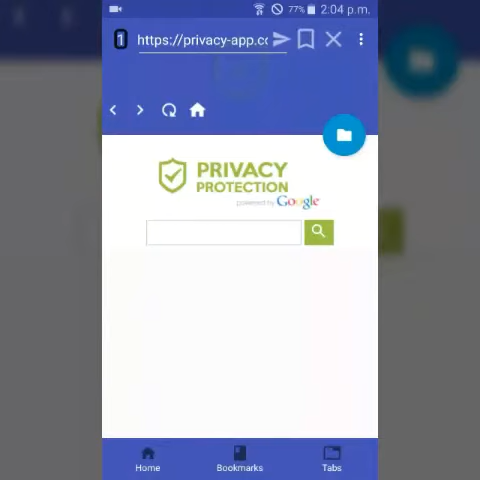 77% 2:04 p.m.
1 https://privacy-app.co
PRIVACY
PROTECTION
powered by Google
Home Bookmarks Tabs